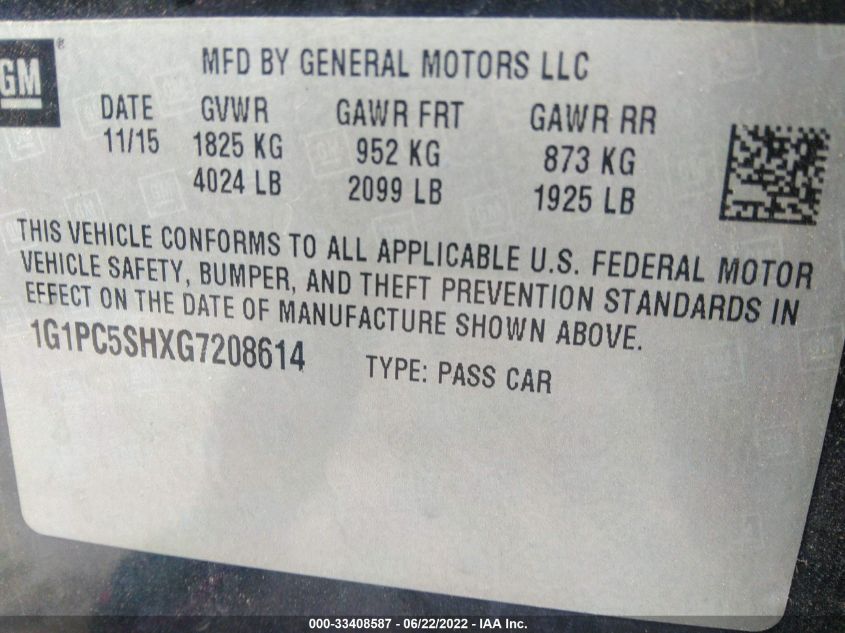 GM ®
MFD BY GENERAL MOTORS LLC
DATE GVWR GAWR FRT GAWR RR
11/15 1825 KG 952 KG 873 KG
4024 LB 2099 LB 1925 LB
THIS VEHICLE CONFORMS TO ALL APPLICABLE U.S. FEDERAL MOTOR
VEHICLE SAFETY, BUMPER, AND THEFT PREVENTION STANDARDS IN
EFFECT ON THE DATE OF MANUFACTURE SHOWN ABOVE.
1G1PC5SHXG7208614 TYPE: PASS CAR
000-33408587 - 06/22/2022 - IAA Inc.